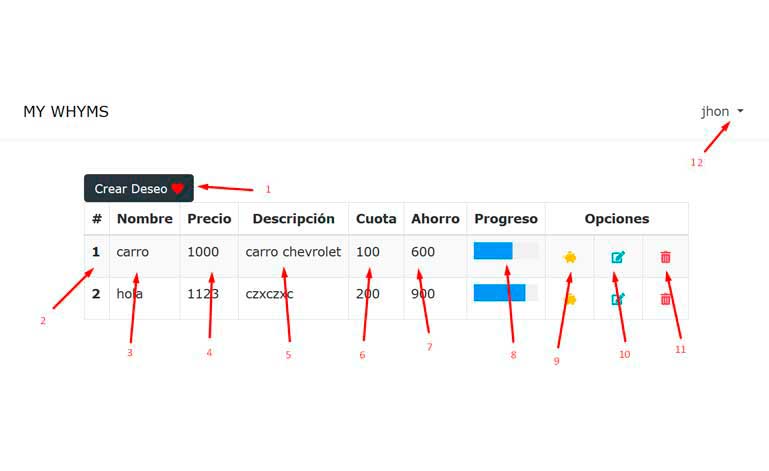 MY WHYMS
jhon
12
Crear Deseo
1
# Nombre Precio Descripción Cuota Ahorro Progreso Opciones
1 carro 1000 carro chevrolet 100 600
2 hola 1123 czxczxc 200 900
2
3 4 5 6 7 8 9 10 11